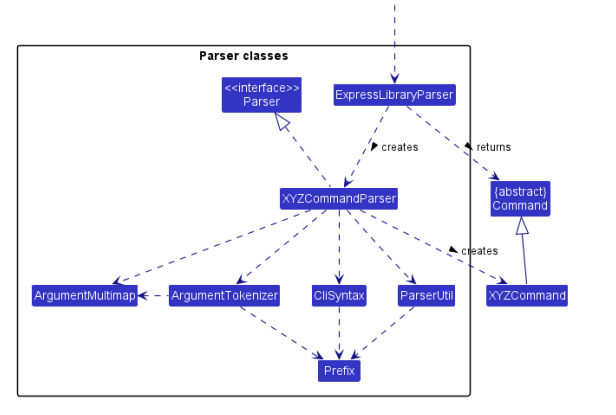 Parser classes
<<interface>>
Parser
ExpressLibraryParser
creates
returns
XYZCommandParser
{abstract}
Command
creates
ArgumentMultimap
ArgumentTokenizer
CliSyntax
ParserUtil
XYZCommand
Prefix